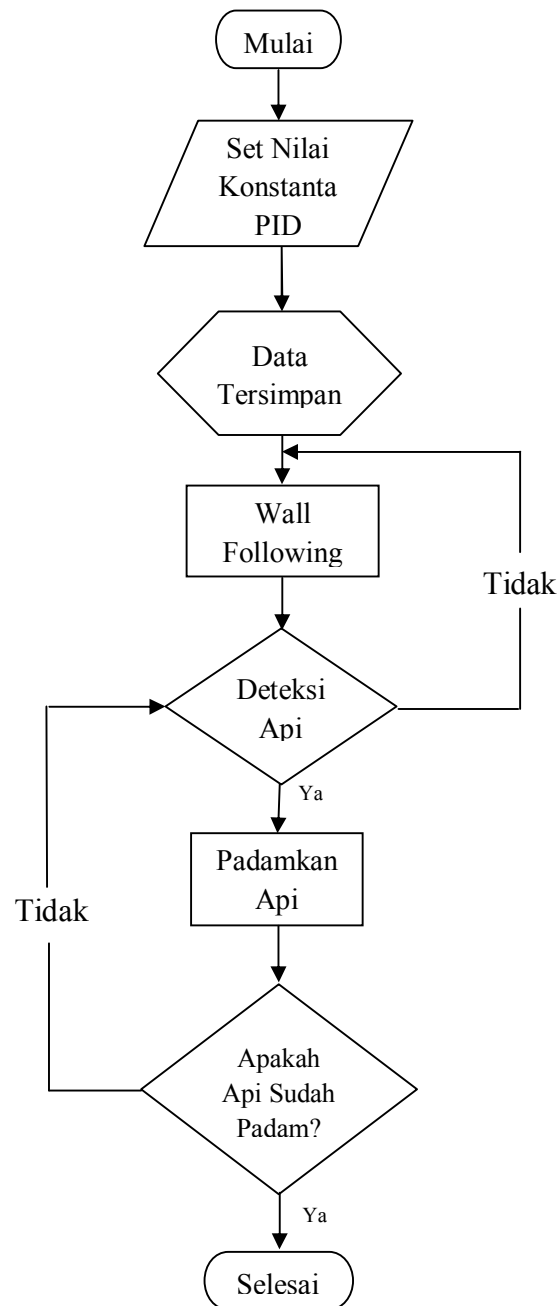 Mulai
Set Nilai
Konstanta
PID
Data
Tersimpan
Wall
Following
Tidak
Deteksi
Api
Ya
Padamkan
Api
Tidak
Apakah
Api Sudah
Padam?
Ya
Selesai